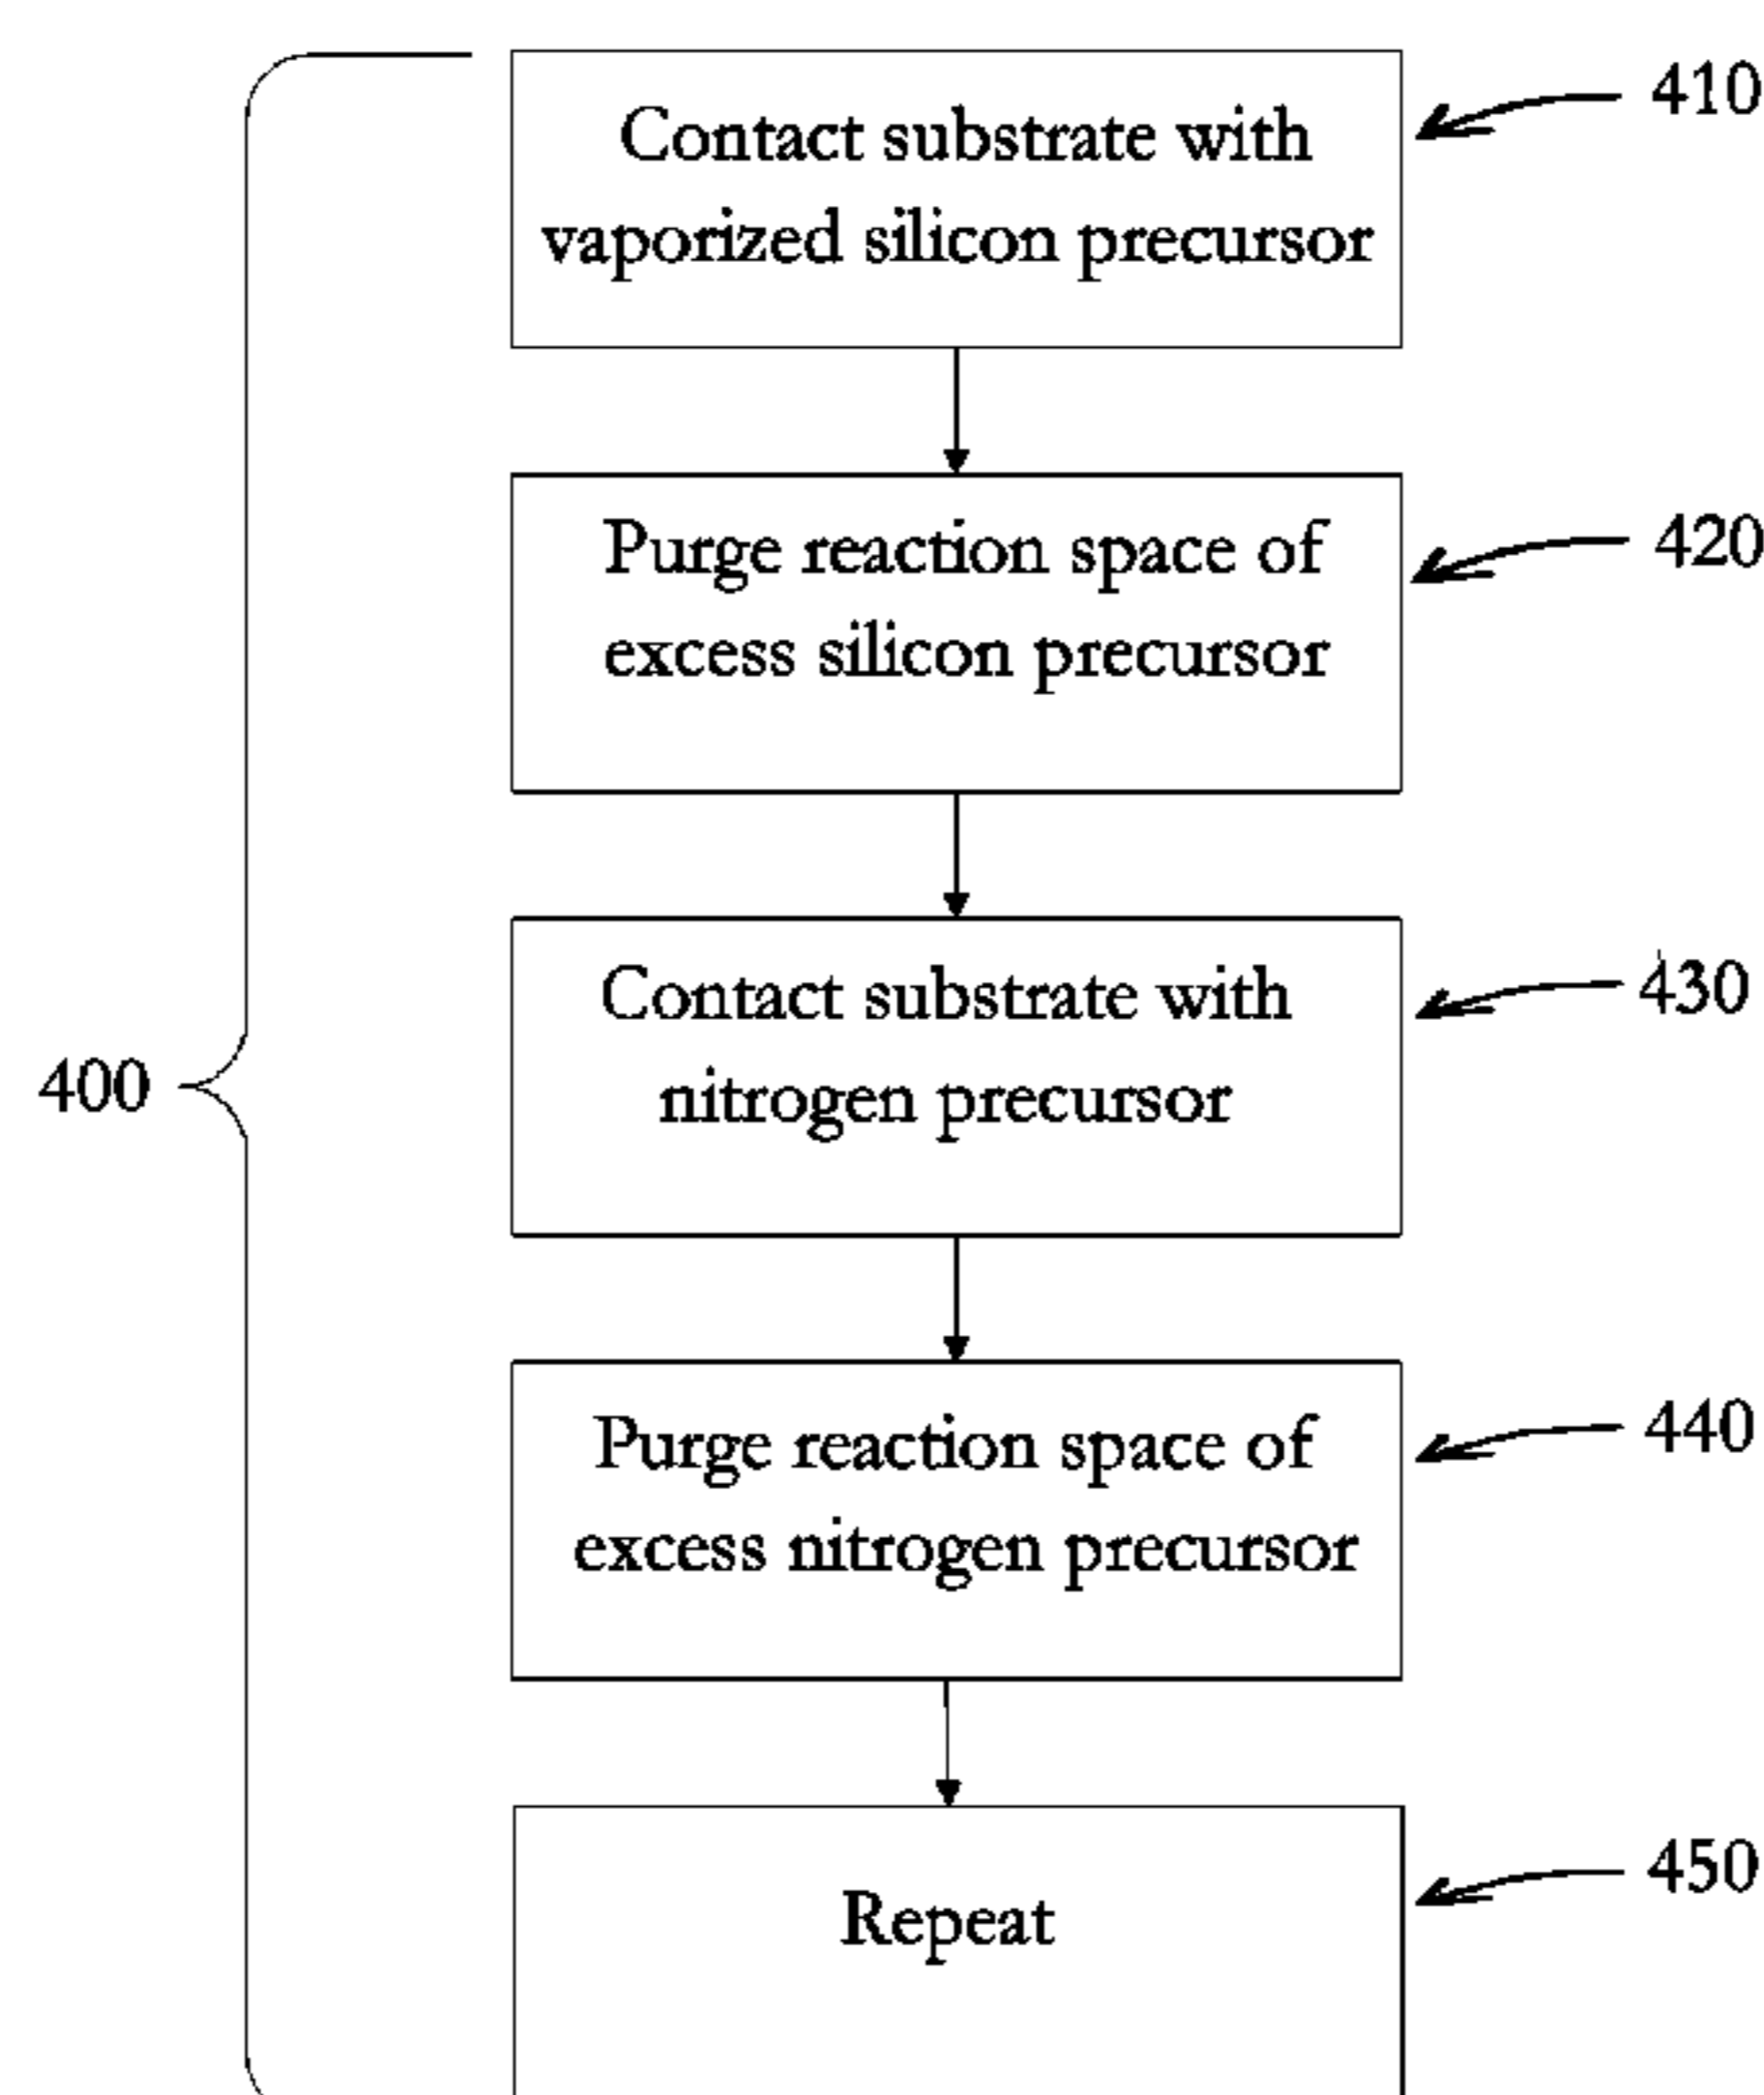 Contact substrate with
vaporized silicon precursor
410
Purge reaction space of
excess silicon precursor
420
Contact substrate with
nitrogen precursor
430
400
Purge reaction space of
excess nitrogen precursor
440
Repeat
450